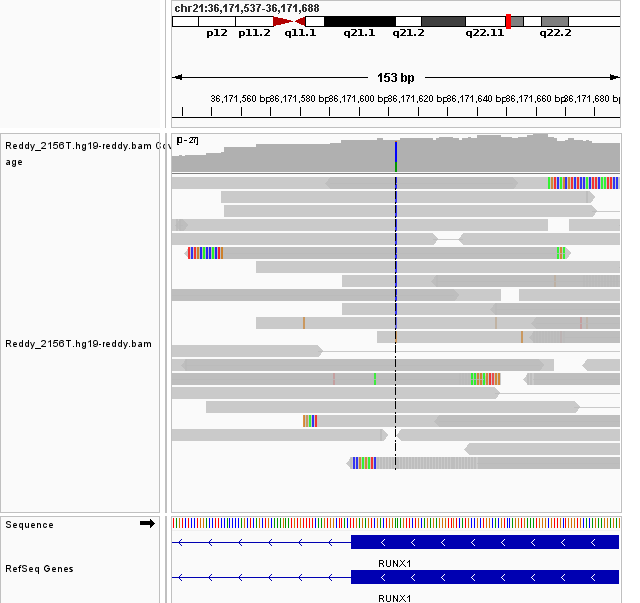 chr21:36,171,537-36,171,688
p12 p11.2 q11.1 q21.1 q21.2 q22.11 q22.2
153 bp
36,171,560 bp 36,171,580 bp 36,171,600 bp 36,171,620 bp 36,171,640 bp 36,171,660 bp 36,171,680 bp
Reddy_2156T.hg19-reddy.bam Cov
age
[0 - 27]
Reddy_2156T.hg19-reddy.bam
Sequence
RefSeq Genes
RUNX1
RUNX1